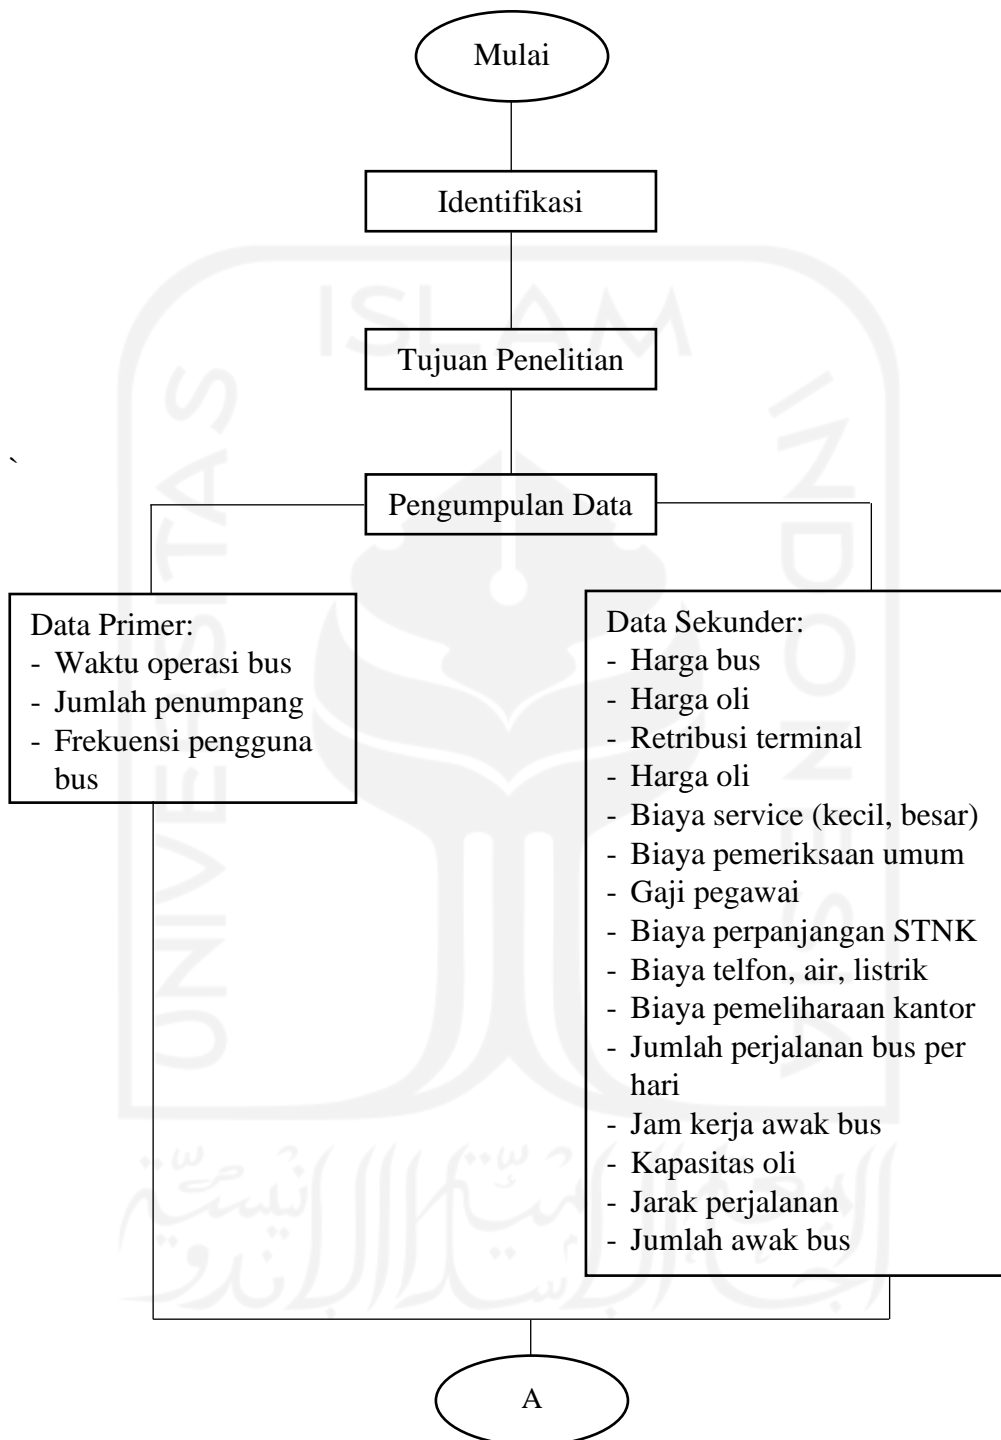 Mulai
Identifikasi
Tujuan Penelitian
`
Pengumpulan Data
Data Primer:
- Waktu operasi bus
- Jumlah penumpang
- Frekuensi pengguna
bus
Data Sekunder:
- Harga bus
- Harga oli
- Retribusi terminal
- Harga oli
- Biaya service (kecil, besar)
- Biaya pemeriksaan umum
- Gaji pegawai
- Biaya perpanjangan STNK
- Biaya telfon, air, listrik
- Biaya pemeliharaan kantor
- Jumlah perjalanan bus per
hari
- Jam kerja awak bus
- Kapasitas oli
- Jarak perjalanan
- Jumlah awak bus
A
UNIVERSITAS
ISLAM
INDONESIA